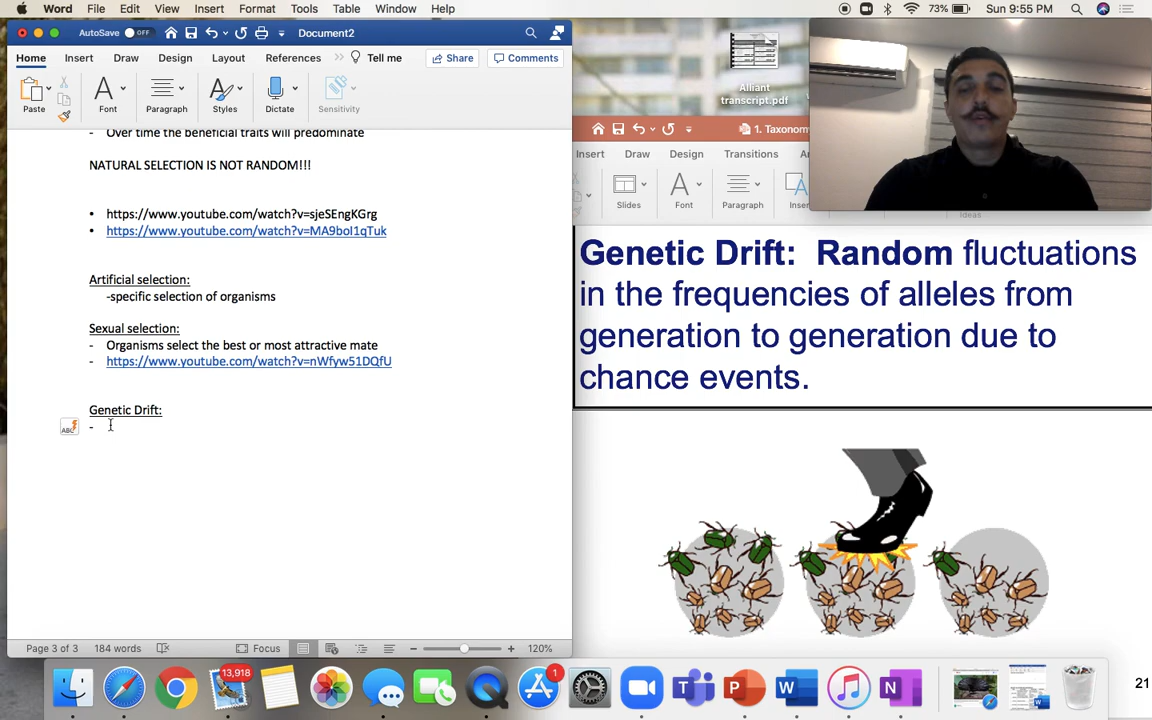 Word File Edit View Insert Format Tools Table Window Help 73% Sun 9:55 PM
AutoSave OFF Document2
Home Insert Draw Design Layout References Tell me Share Comments
Paste Font Paragraph Styles Dictate Sensitivity
- Over time the beneficial traits will predominate
NATURAL SELECTION IS NOT RANDOM!!!
• https://www.youtube.com/watch?v=sjeSEngKGrg
• https://www.youtube.com/watch?v=MA9boI1qTuk
Artificial selection:
-specific selection of organisms
Sexual selection:
- Organisms select the best or most attractive mate
- https://www.youtube.com/watch?v=nWfyw51DQfU
Genetic Drift:
-
ABC
Page 3 of 3 184 words Focus 120%
Alliant
transcript.pdf
1. Taxonom
Insert Draw Design Transitions
Slides Font Paragraph Inser
Ideas
Genetic Drift: Random fluctuations
in the frequencies of alleles from
generation to generation due to
chance events.
13,918
1
21